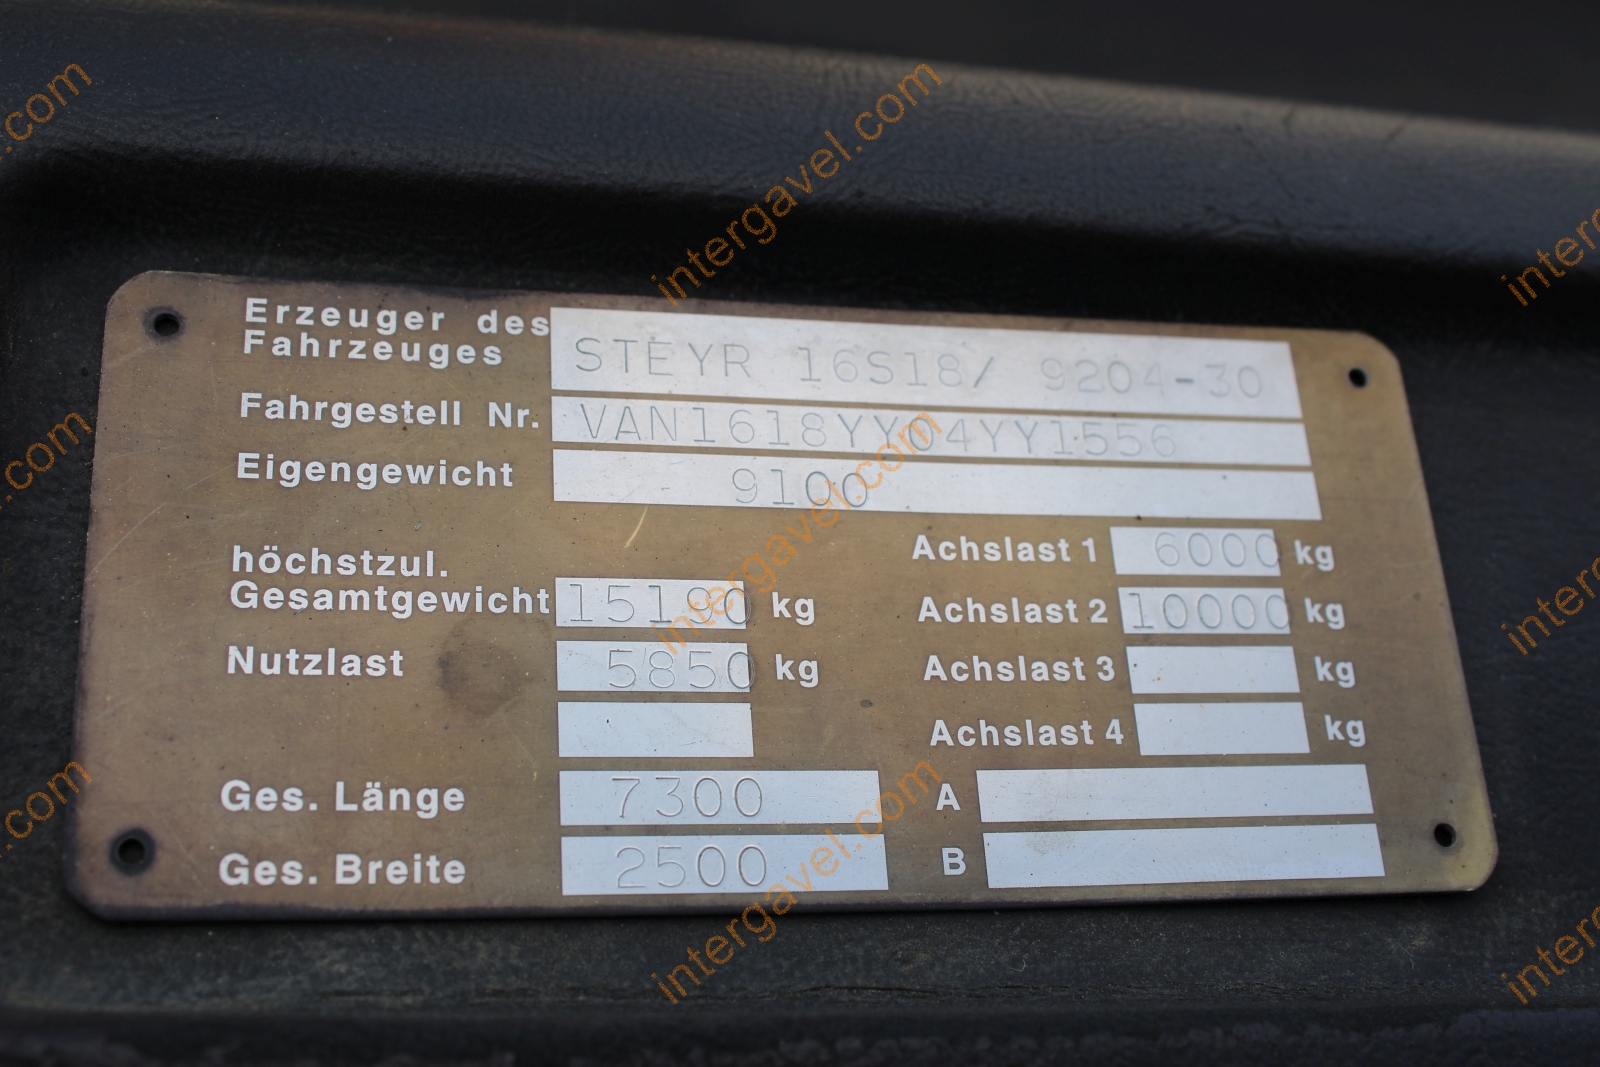 Erzeuger des
Fahrzeuges
STEYR 16S18/ 9204-30
Fahrgestell Nr. VAN1618YY04YY1556
Eigengewicht 9100
höchstzul.
Gesamtgewicht 15190 kg
Nutzlast 5850 kg
Achslast 1 6000 kg
Achslast 2 10000 kg
Achslast 3 kg
Achslast 4 kg
Ges. Länge 7300
Ges. Breite 2500
A
B
intergavel.com
intergavel.com
intergavel.com